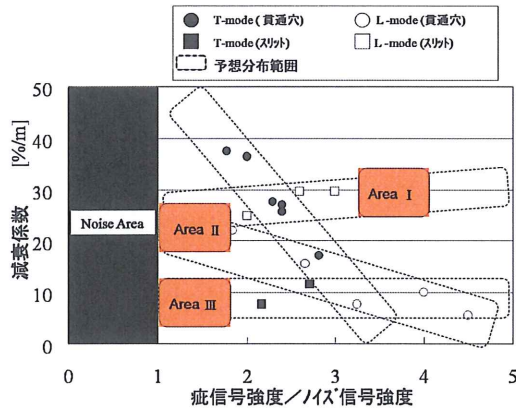 T-mode (貫通穴)
L-mode (貫通穴)
T-mode (スリット)
L-mode (スリット)
予想分布範囲
[%/m]
減衰係数
50
40
30
20
10
0
Noise Area
Area I
Area II
Area III
0 1 2 3 4 5
疵信号強度/ノイズ信号強度